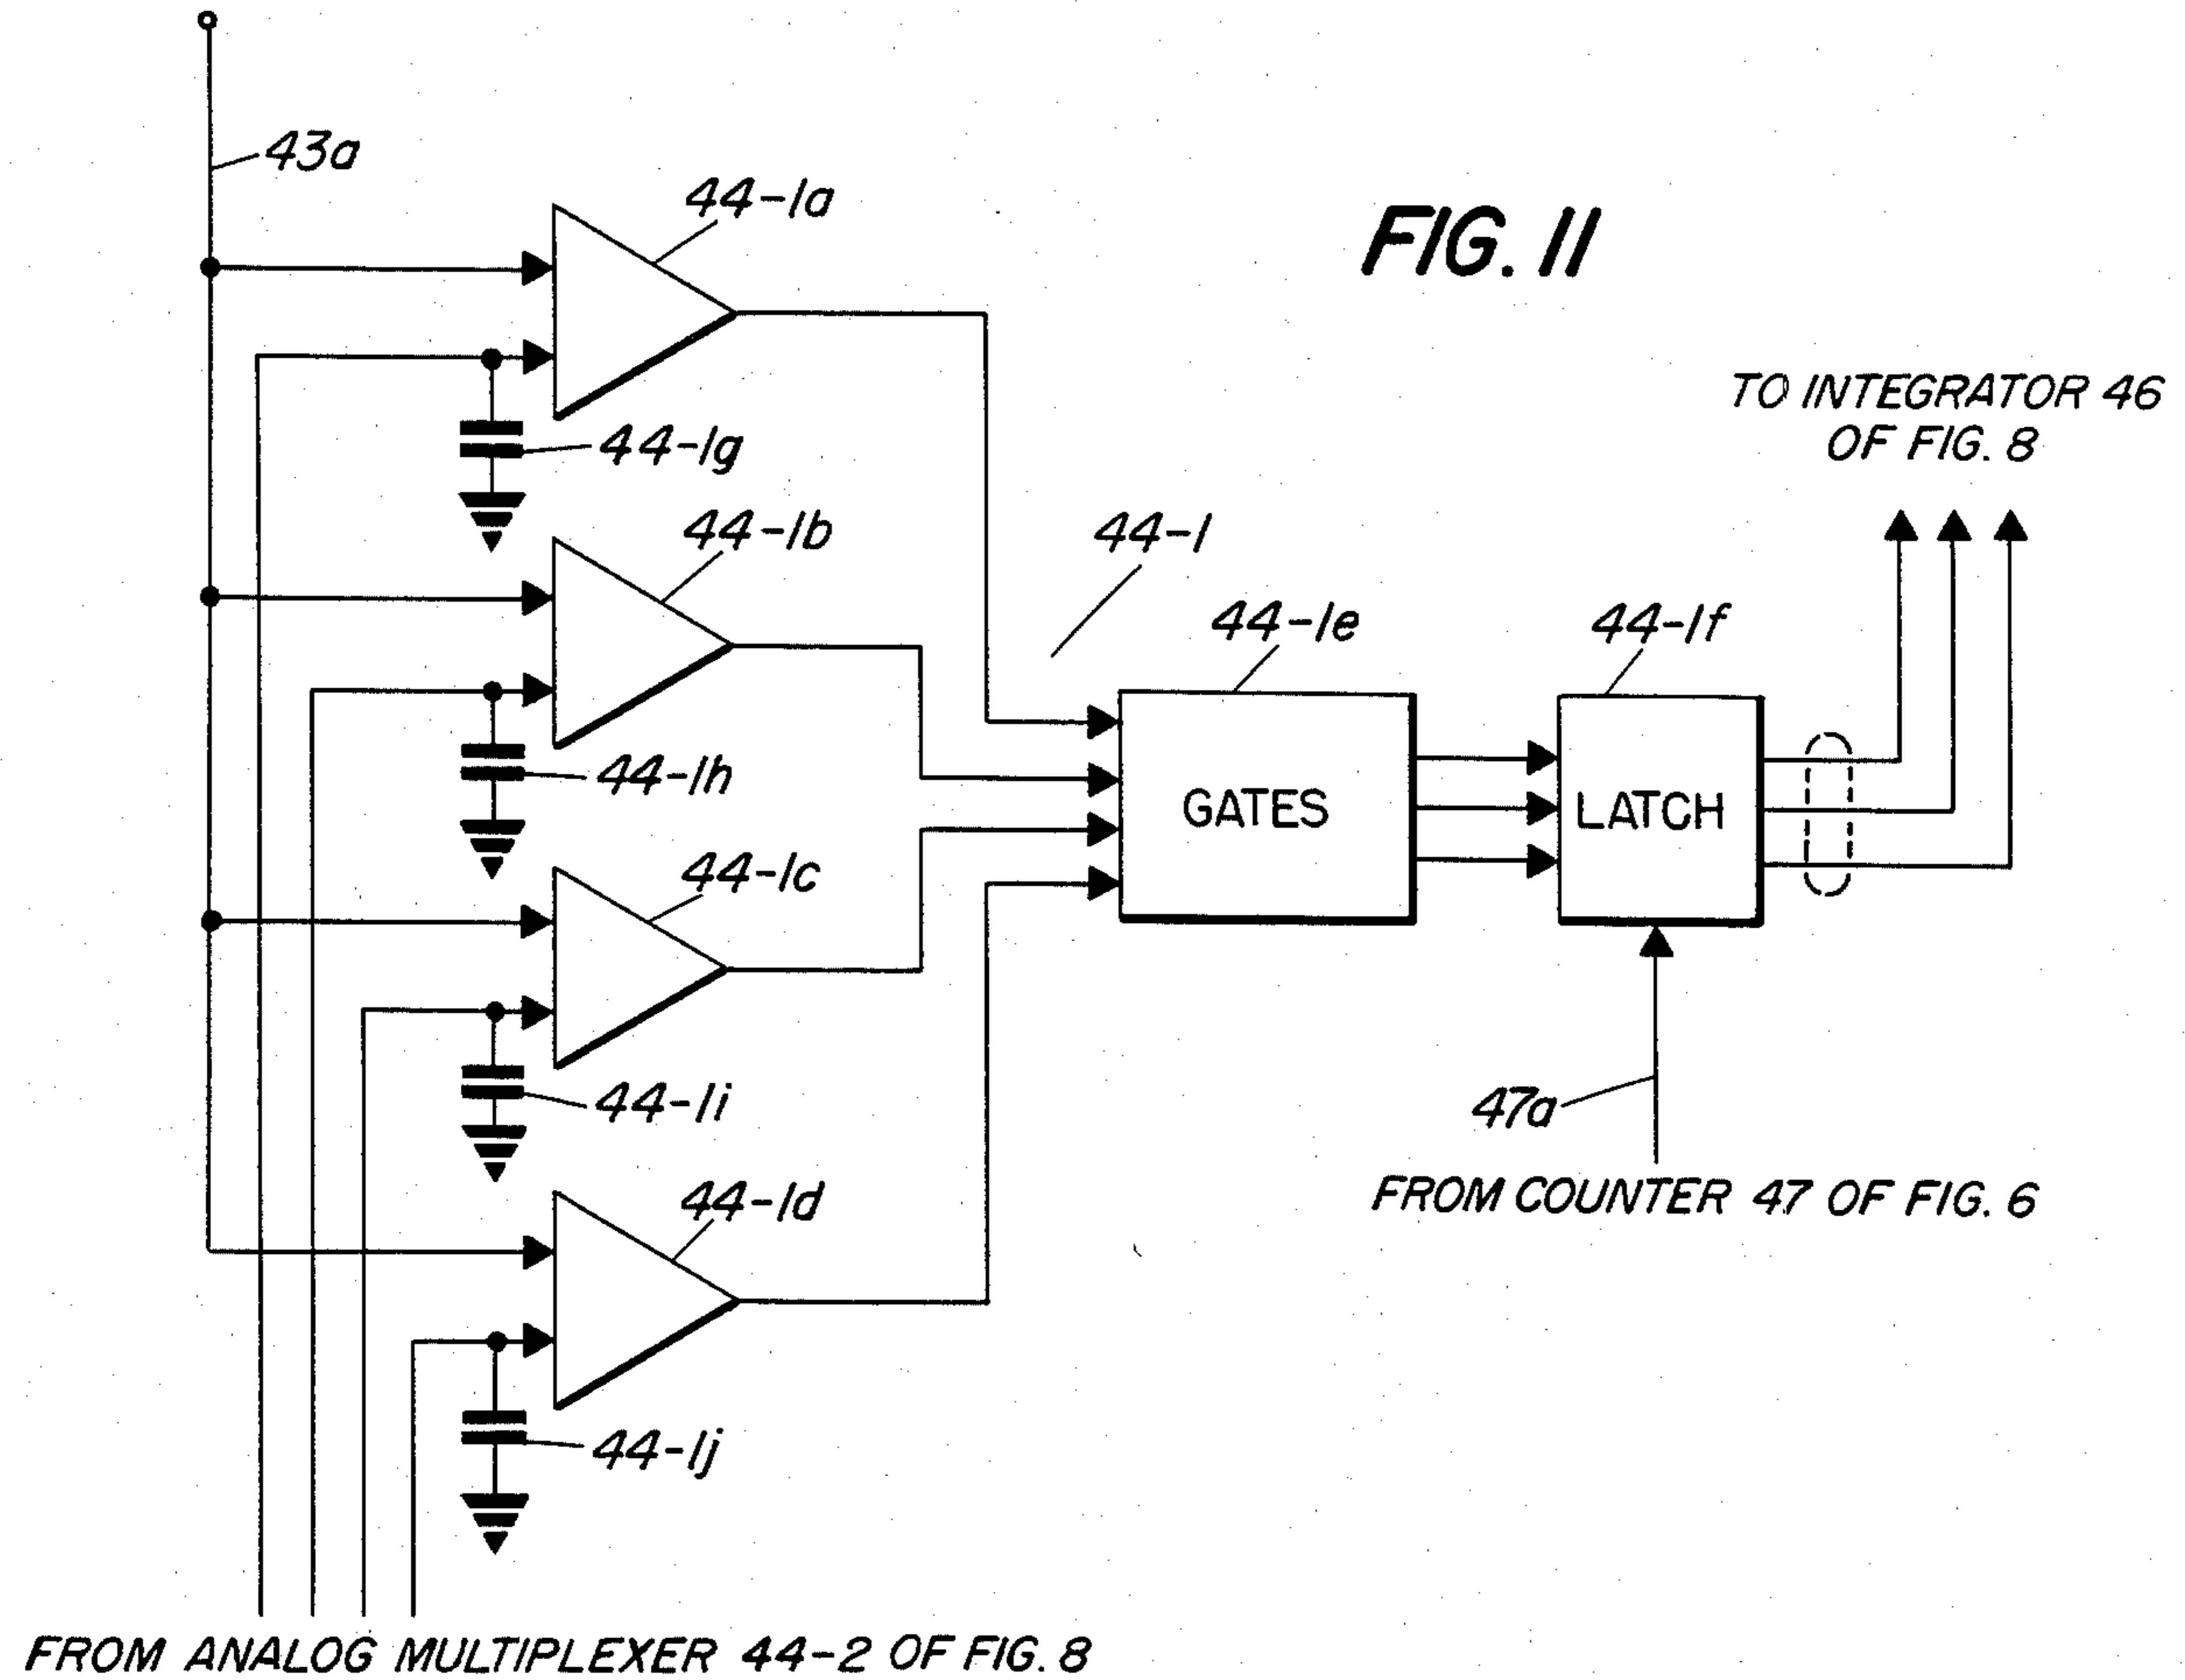 43a
44-1a
FIG. 11
TO INTEGRATOR 46
OF FIG. 8
44-1g
44-1b
44-1
44-1e
44-1f
44-1h
GATES
LATCH
44-1c
44-1i
47a
FROM COUNTER 47 OF FIG. 6
44-1d
44-1j
FROM ANALOG MULTIPLEXER 44-2 OF FIG. 8